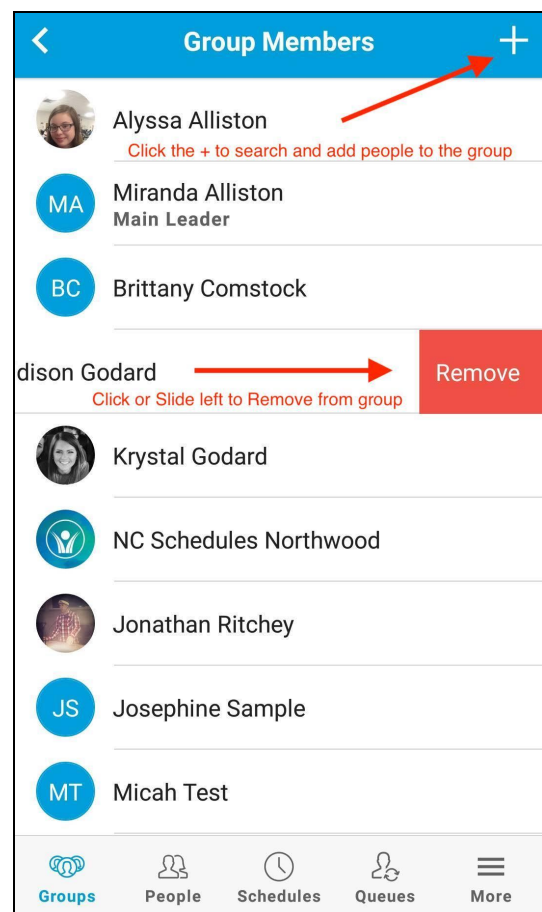 Group Members
Alyssa Alliston
Click the + to search and add people to the group
MA
Miranda Alliston
Main Leader
BC
Brittany Comstock
dison Godard
Remove
Click or Slide left to Remove from group
Krystal Godard
NC Schedules Northwood
Jonathan Ritchey
JS
Josephine Sample
MT
Micah Test
Groups People Schedules Queues More